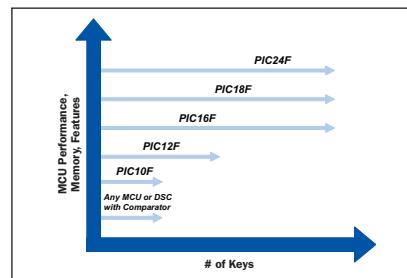 PIC24F
PIC18F
PIC16F
PIC12F
PIC10F
Any MCU or DSC
with Comparator
MCU Performance,
Memory, Features
# of Keys